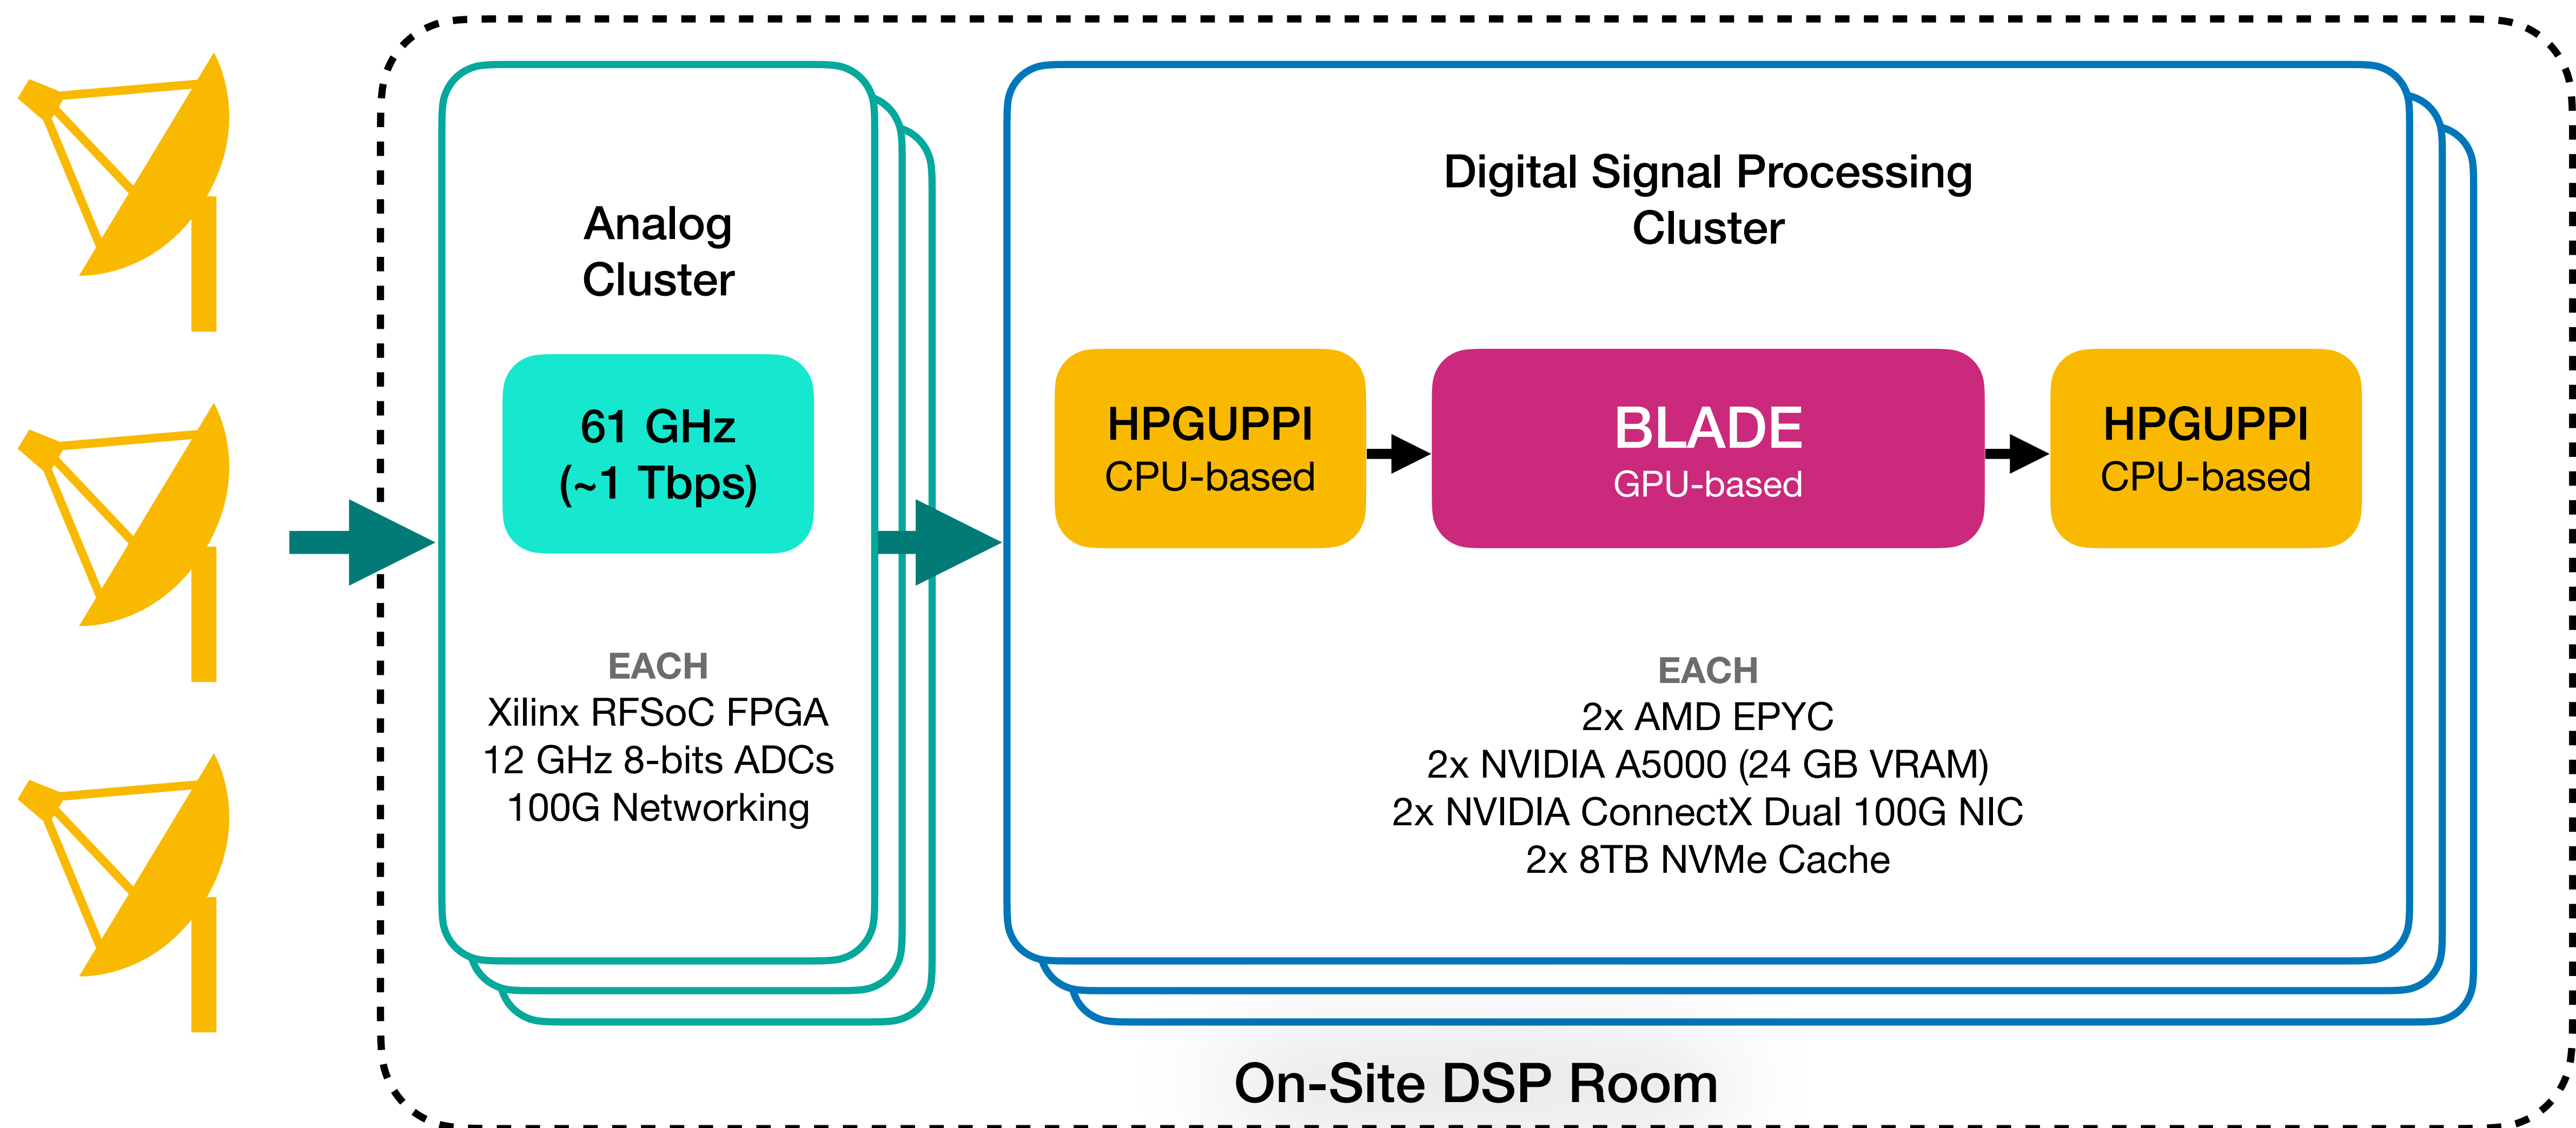 Analog
Cluster
61 GHz
(~1 Tbps)
EACH
Xilinx RFSoC FPGA
12 GHz 8-bits ADCs
100G Networking
Digital Signal Processing
Cluster
HPGUPPI
CPU-based
BLADE
GPU-based
HPGUPPI
CPU-based
EACH
2x AMD EPYC
2x NVIDIA A5000 (24 GB VRAM)
2x NVIDIA ConnectX Dual 100G NIC
2x 8TB NVMe Cache
On-Site DSP Room